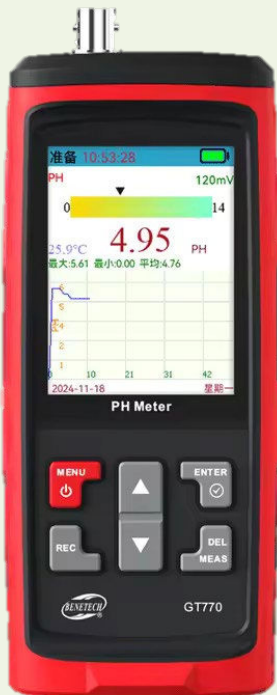 准备 10:53:28
PH 120mV
0 14
25.9°C 4.95 PH
最大:5.61 最小:0.00 平均:4.76
6
5
PH
4
2
1
0 10 21 31 42
2024-11-18 星期一
PH Meter
MENU
ENTER
REC
DEL
MEAS
BENETECH ®
GT770